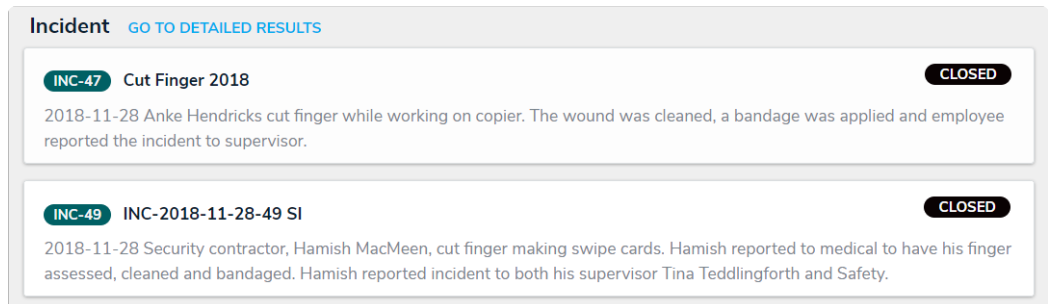 Incident GO TO DETAILED RESULTS
INC-47 Cut Finger 2018 CLOSED
2018-11-28 Anke Hendricks cut finger while working on copier. The wound was cleaned, a bandage was applied and employee
reported the incident to supervisor.
INC-49 INC-2018-11-28-49 SI CLOSED
2018-11-28 Security contractor, Hamish MacMeen, cut finger making swipe cards. Hamish reported to medical to have his finger
assessed, cleaned and bandaged. Hamish reported incident to both his supervisor Tina Teddlingforth and Safety.